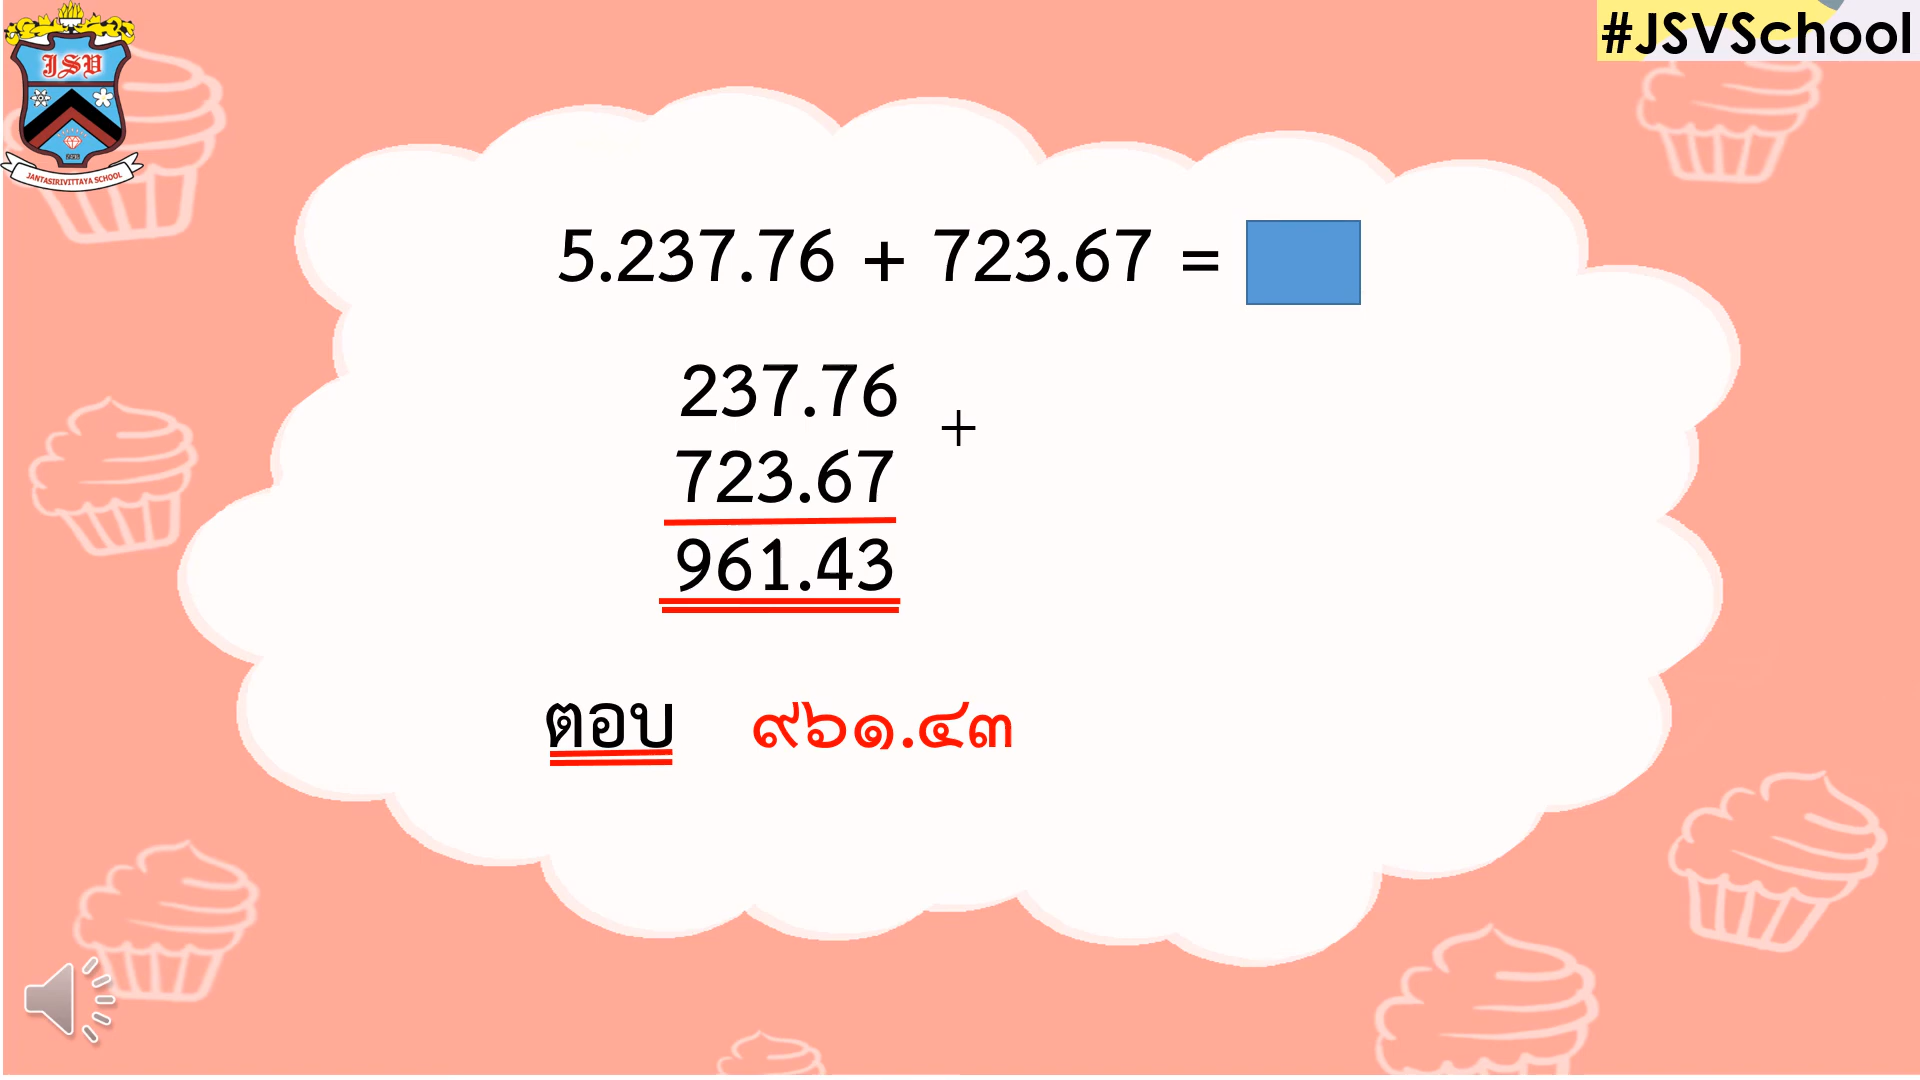 #JSVSchool
JSV
2496
JANTASIRIVITTAYA SCHOOL
5.237.76 + 723.67 =
237.76
+
723.67
961.43
ตอบ ๙๖๑.๔๓